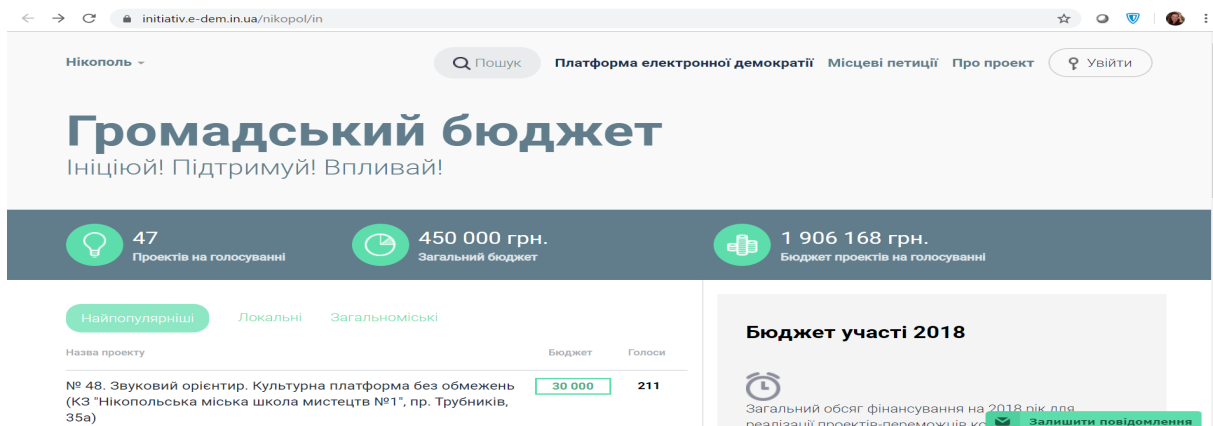 initiativ.e-dem.in.ua/nikopol/in
Нікополь
Пошук
Платформа електронної демократії
Місцеві петиції
Про проект
Увійти
Громадський бюджет
Ініціюй! Підтримуй! Впливай!
47
Проектів на голосуванні
450 000 грн.
Загальний бюджет
1 906 168 грн.
Бюджет проектів на голосуванні
Найпопулярніші
Локальні
Загальноміські
Назва проекту
Бюджет
Голоси
№ 48. Звуковий орієнтир. Культурна платформа без обмежень
(КЗ "Нікопольська міська школа мистецтв №1", пр. Трубників,
35а)
30 000
211
Бюджет участі 2018
Загальний обсяг фінансування на 2018 рік для
реалізації проектів-переможців
Залишити повідомлення